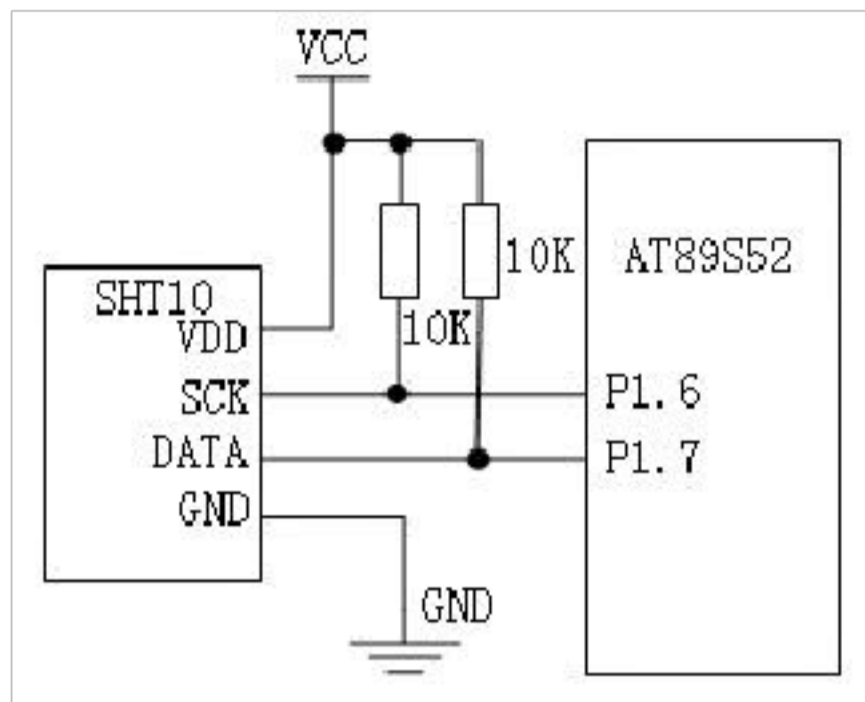 VCC
10K
AT89S52
SHT10
VDD
10K
SCK
P1.6
DATA
P1.7
GND
GND